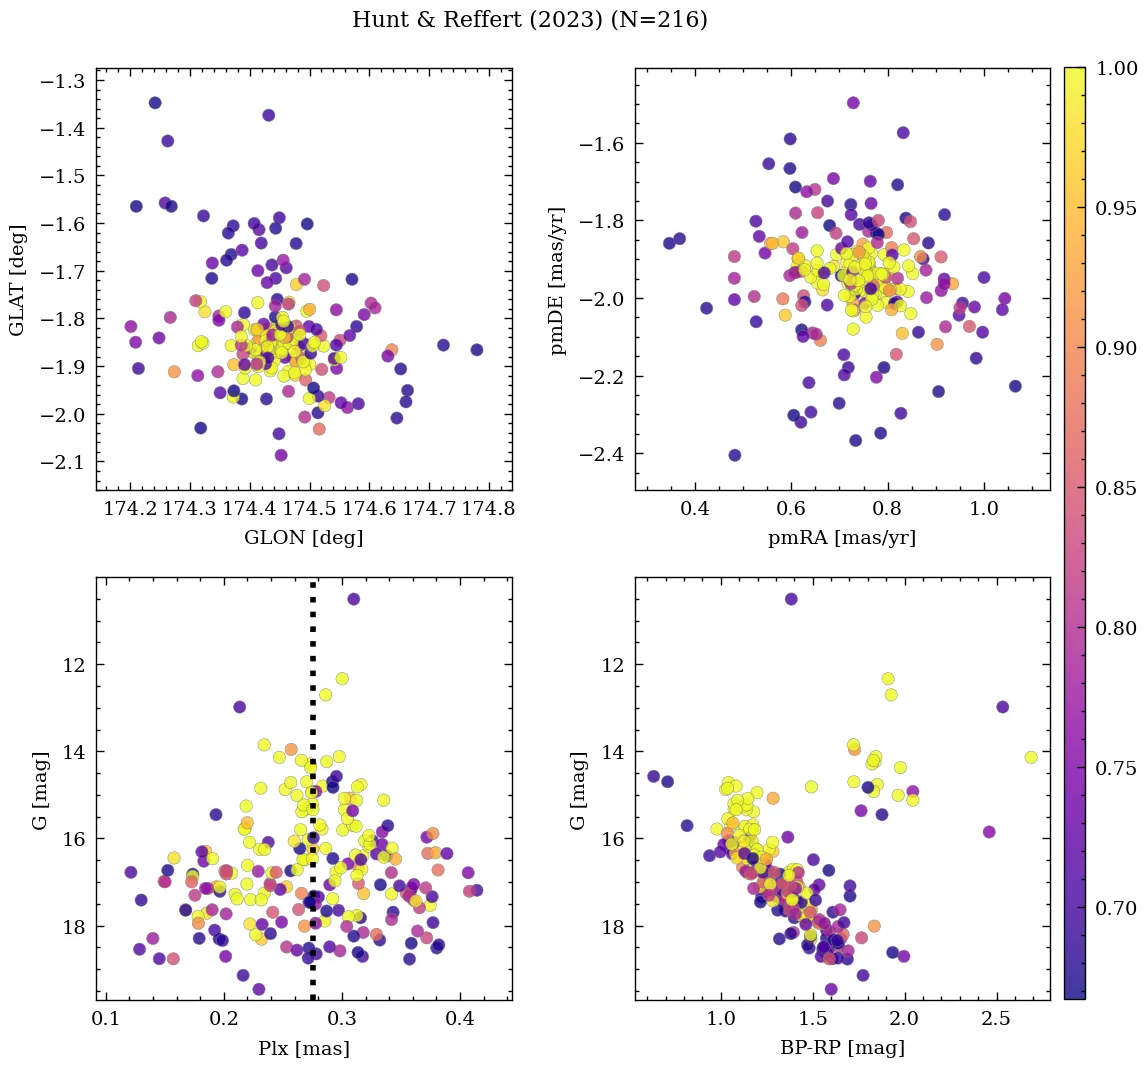 Hunt & Reffert (2023) (N=216)
−1.3
−1.4
−1.5
−1.6
−1.7
−1.8
−1.9
−2.0
−2.1
GLAT [deg]
174.2 174.3 174.4 174.5 174.6 174.7 174.8
GLON [deg]
−1.6
−1.8
−2.0
−2.2
−2.4
pmDE [mas/yr]
0.4 0.6 0.8 1.0
pmRA [mas/yr]
12
14
16
18
G [mag]
0.1 0.2 0.3 0.4
Plx [mas]
12
14
16
18
G [mag]
1.0 1.5 2.0 2.5
BP-RP [mag]
1.00
0.95
0.90
0.85
0.80
0.75
0.70